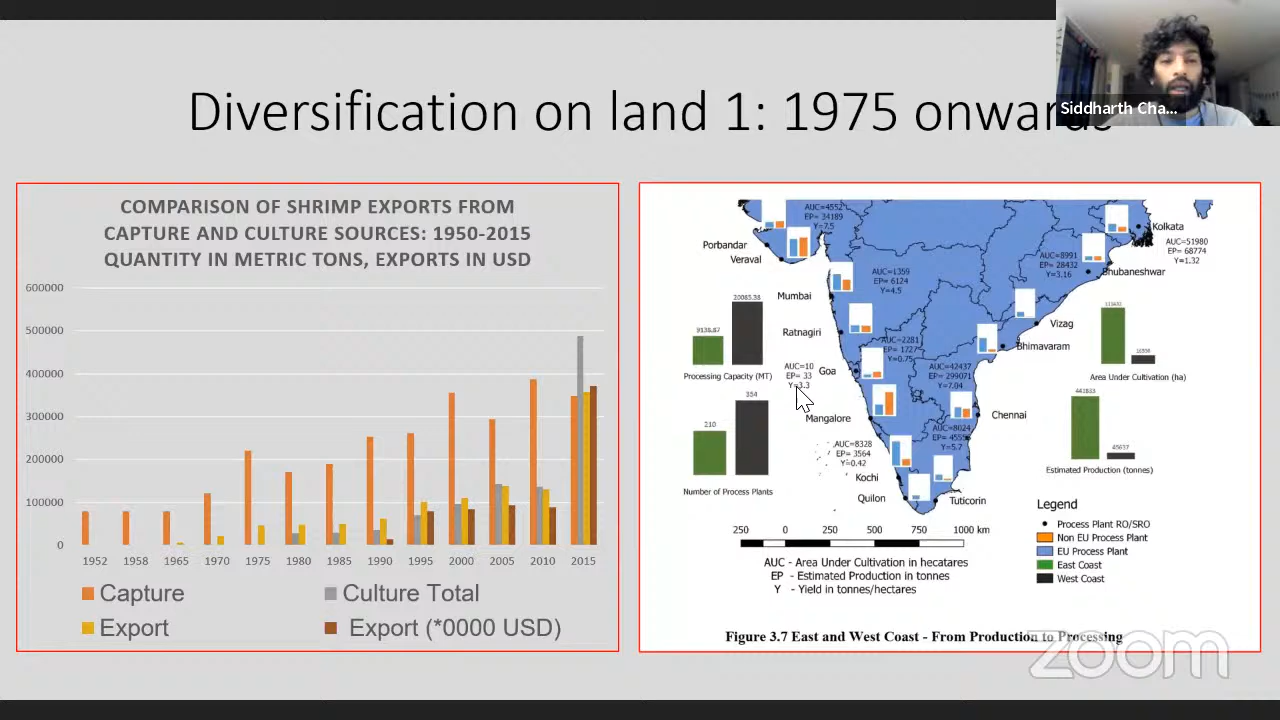 Siddharth Cha...
Diversification on land 1: 1975 onwards
COMPARISON OF SHRIMP EXPORTS FROM
CAPTURE AND CULTURE SOURCES: 1950-2015
QUANTITY IN METRIC TONS, EXPORTS IN USD
600000
500000
400000
300000
200000
100000
0
1952 1958 1965 1970 1975 1980 1985 1990 1995 2000 2005 2010 2015
Capture
Culture Total
Export
Export (*0000 USD)
AUC=4552
EP= 34189
Y=7.5
Porbandar
Veraval
Kolkata
AUC=51980
EP= 68774
Y=1.32
AUC=8991
EP= 28432
Y=3.16
Bhubaneshwar
AUC=1359
EP= 6124
Y=4.5
Mumbai
Ratnagiri
Vizag
Bhimavaram
20085.38
9138.87
Processing Capacity (MT)
AUC=2281
EP= 1727
Y=0.75
AUC=10
EP= 33
Y=3.3
Goa
AUC=42437
EP= 299071
Y=7.04
Area Under Cultivation (ha)
354
210
Number of Process Plants
Mangalore
Chennai
AUC=8024
Y=5.7
AUC=8328
EP= 3564
Y=0.42
Kochi
Quilon
Tuticorin
441833
45637
Estimated Production (tonnes)
250 0 250 500 750 1000 km
AUC - Area Under Cultivation in hecatares
EP - Estimated Production in tonnes
Y - Yield in tonnes/hectares
Legend
Process Plant RO/SRO
Non EU Process Plant
EU Process Plant
East Coast
West Coast
Figure 3.7 East and West Coast - From Production to Processing
zoom